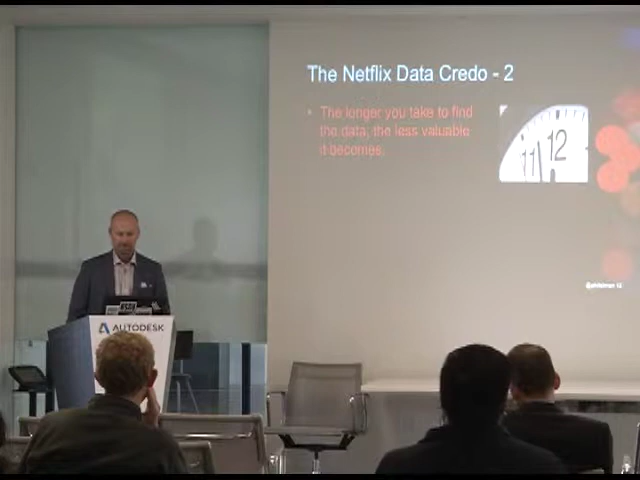 The Netflix Data Credo - 2
• The longer you take to find
the data, the less valuable
it becomes.
11 12
AUTODESK